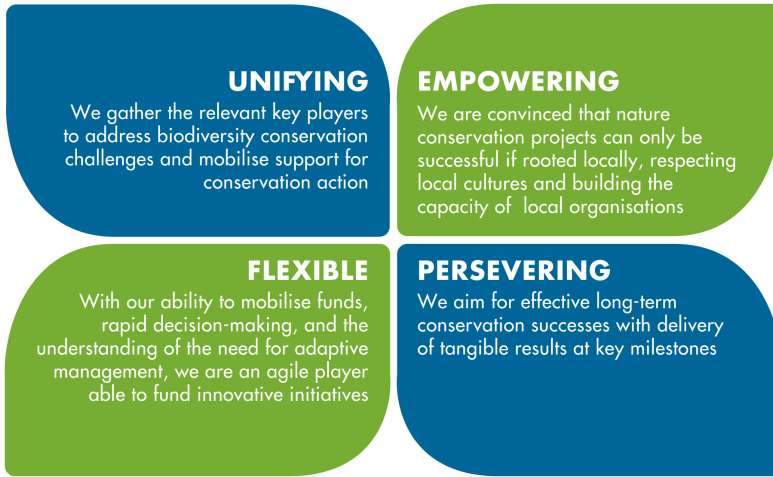 UNIFYING
We gather the relevant key players
to address biodiversity conservation
challenges and mobilise support for
conservation action
EMPOWERING
We are convinced that nature
conservation projects can only be
successful if rooted locally, respecting
local cultures and building the
capacity of  local organisations
FLEXIBLE
With our ability to mobilise funds,
rapid decision-making, and the
understanding of the need for adaptive
management, we are an agile player
able to fund innovative initiatives
PERSEVERING
We aim for effective long-term
conservation successes with delivery
of tangible results at key milestones